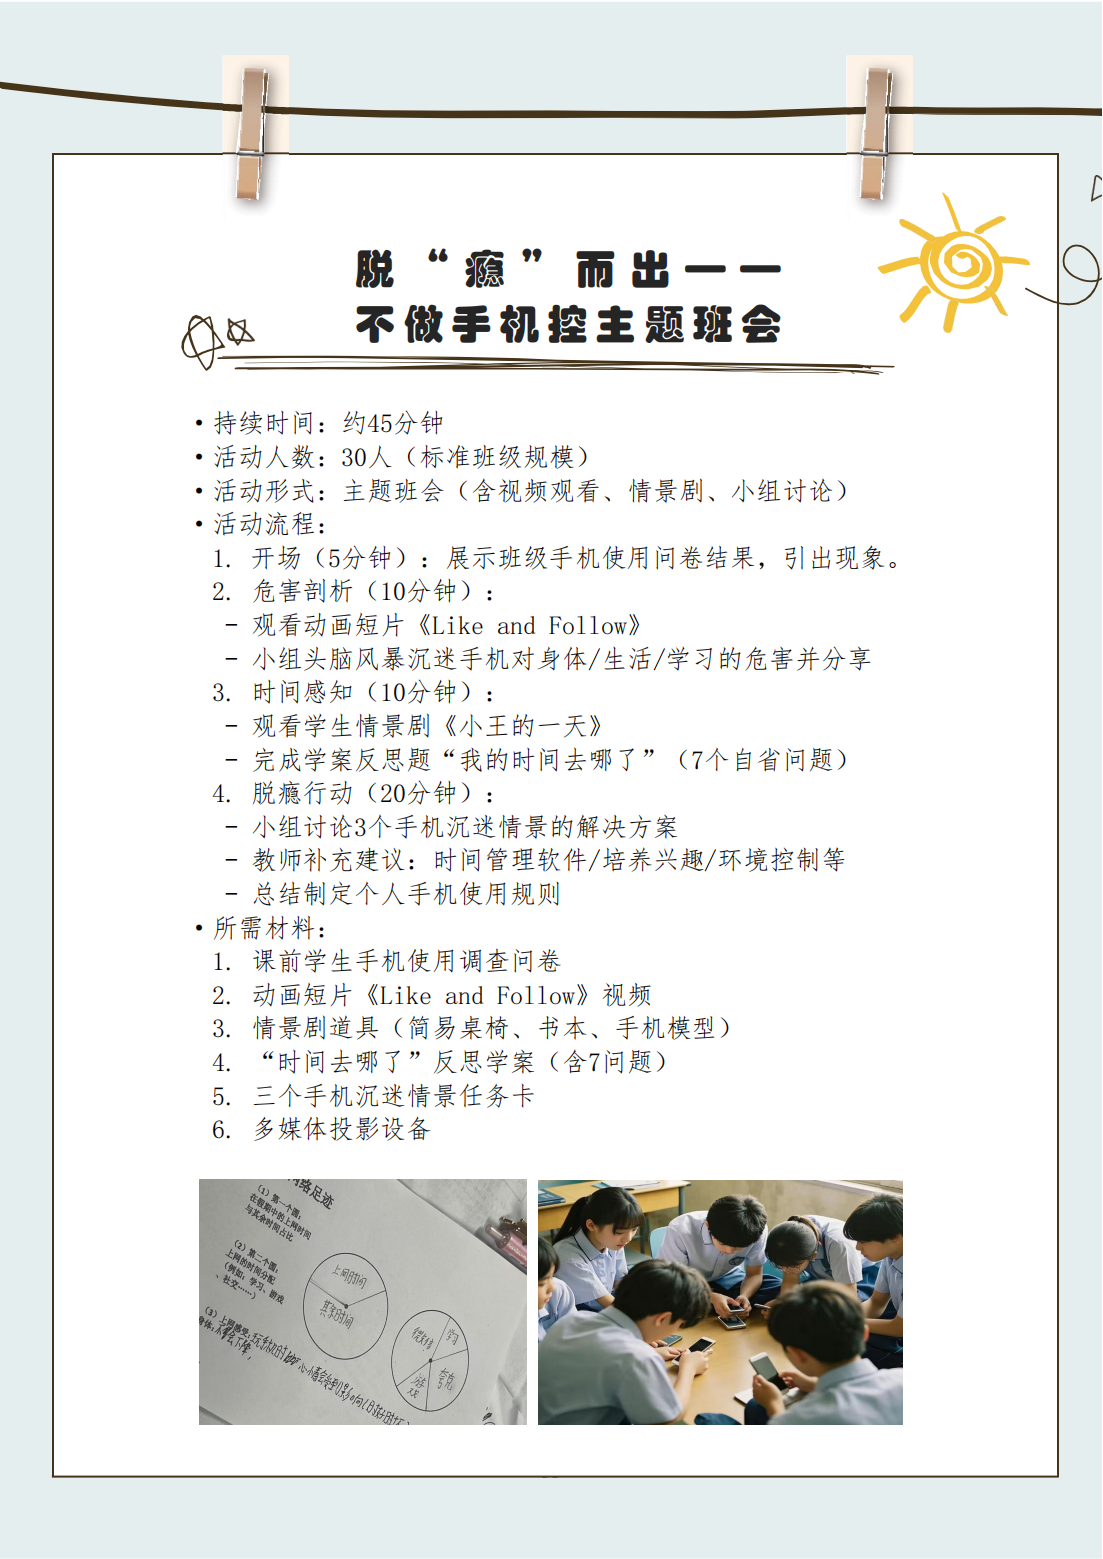 脱“瘾”而出——
不做手机控主题班会
•持续时间：约45分钟
•活动人数：30人（标准班级规模）
•活动形式：主题班会（含视频观看、情景剧、小组讨论）
•活动流程：
1. 开场（5分钟）：展示班级手机使用问卷结果，引出现象。
2. 危害剖析（10分钟）：
- 观看动画短片《Like and Follow》
- 小组头脑风暴沉迷手机对身体/生活/学习的危害并分享
3. 时间感知（10分钟）：
- 观看学生情景剧《小王的一天》
- 完成学案反思题“我的时间去哪了”（7个自省问题）
4. 脱瘾行动（20分钟）：
- 小组讨论3个手机沉迷情景的解决方案
- 教师补充建议：时间管理软件/培养兴趣/环境控制等
- 总结制定个人手机使用规则
•所需材料：
1. 课前学生手机使用调查问卷
2. 动画短片《Like and Follow》视频
3. 情景剧道具（简易桌椅、书本、手机模型）
4. “时间去哪了”反思学案（含7问题）
5. 三个手机沉迷情景任务卡
6. 多媒体投影设备
网络足迹
（1）第一个圆：
在假期中的上网时间
与其余时间占比
（2）第二个圆：
上网的时间分配
（例如：学习、游戏
、社交……）
（3）上网感受：
上网时间
其余时间
学习
夸克